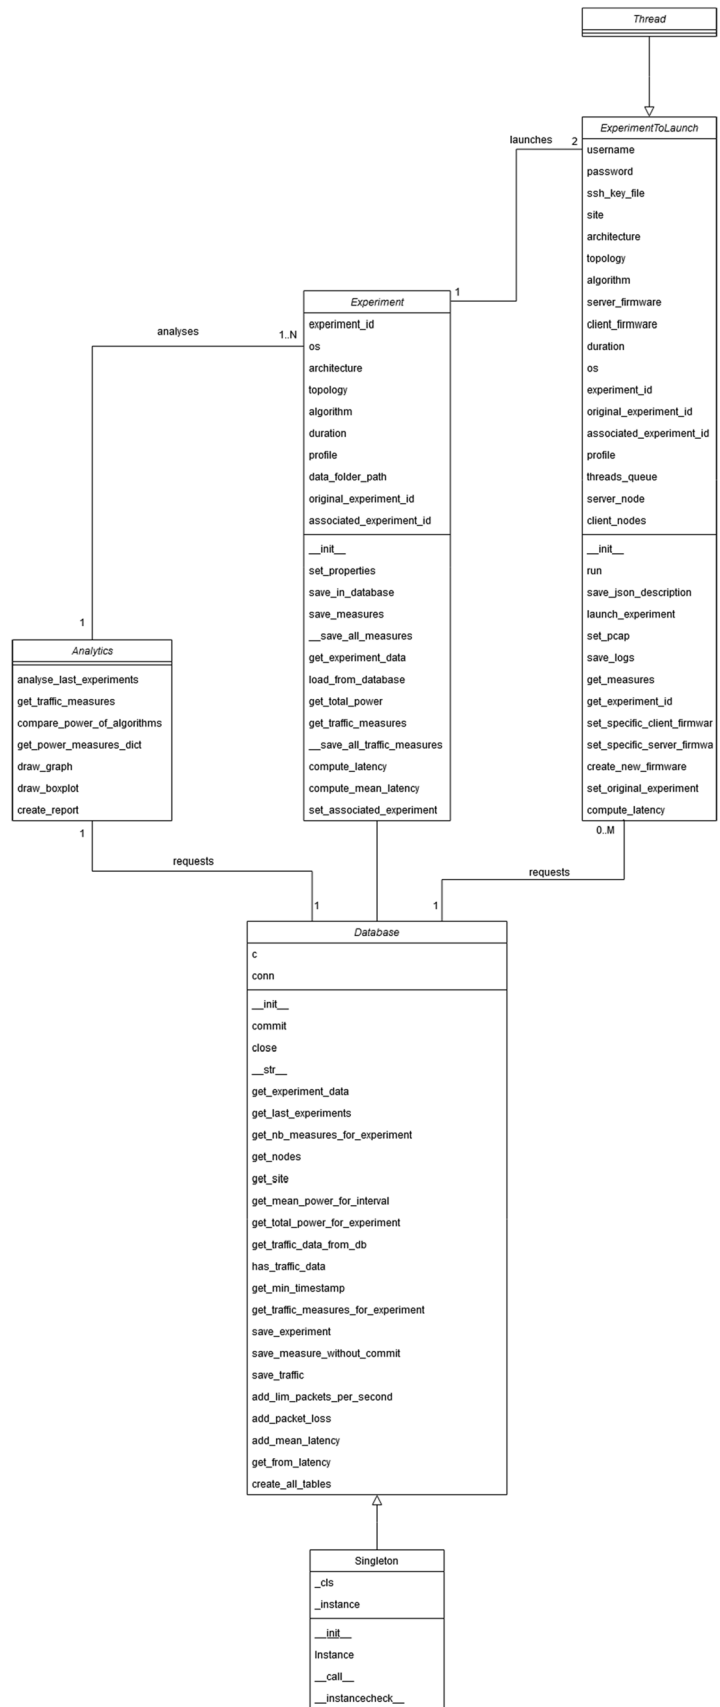 Thread
ExperimentToLaunch
username
password
ssh_key_file
site
architecture
topology
algorithm
server_firmware
client_firmware
duration
os
experiment_id
original_experiment_id
associated_experiment_id
profile
threads_queue
server_node
client_nodes
__init__
run
save_json_description
launch_experiment
set_pcap
save_logs
get_measures
get_experiment_id
set_specific_client_firmwar
set_specific_server_firmwa
create_new_firmware
set_original_experiment
compute_latency
launches
2
1
Experiment
experiment_id
os
architecture
topology
algorithm
duration
profile
data_folder_path
original_experiment_id
associated_experiment_id
__init__
set_properties
save_in_database
save_measures
__save_all_measures
get_experiment_data
load_from_database
get_total_power
get_traffic_measures
__save_all_traffic_measures
compute_latency
compute_mean_latency
set_associated_experiment
analyses
1..N
1
Analytics
analyse_last_experiments
get_traffic_measures
compare_power_of_algorithms
get_power_measures_dict
draw_graph
draw_boxplot
create_report
1
requests
1
0..M
requests
1
Database
c
conn
__init__
commit
close
__str__
get_experiment_data
get_last_experiments
get_nb_measures_for_experiment
get_nodes
get_site
get_mean_power_for_interval
get_total_power_for_experiment
get_traffic_data_from_db
has_traffic_data
get_min_timestamp
get_traffic_measures_for_experiment
save_experiment
save_measure_without_commit
save_traffic
add_lim_packets_per_second
add_packet_loss
add_mean_latency
get_from_latency
create_all_tables
Singleton
_cls
_instance
__init__
Instance
__call__
__instancecheck__